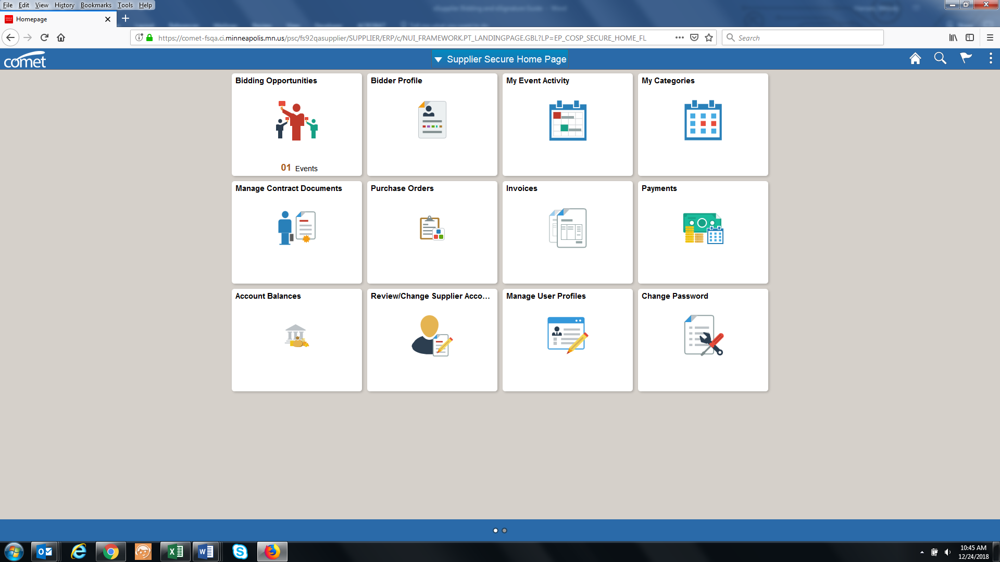 File Edit View History Bookmarks Tools Help
Homepage
https://comet-fsqa.ci.minneapolis.mn.us/psc/fs92qasupplier/SUPPLIER/ERP/c/NUI_FRAMEWORK.PT_LANDINGPAGE.GBL?LP=EP_COSP_SECURE_HOME_FL
Search
comet
Supplier Secure Home Page
Bidding Opportunities
Bidder Profile
My Event Activity
My Categories
01 Events
Manage Contract Documents
Purchase Orders
Invoices
Payments
Account Balances
Review/Change Supplier Acco...
Manage User Profiles
Change Password
10:45 AM
12/24/2018